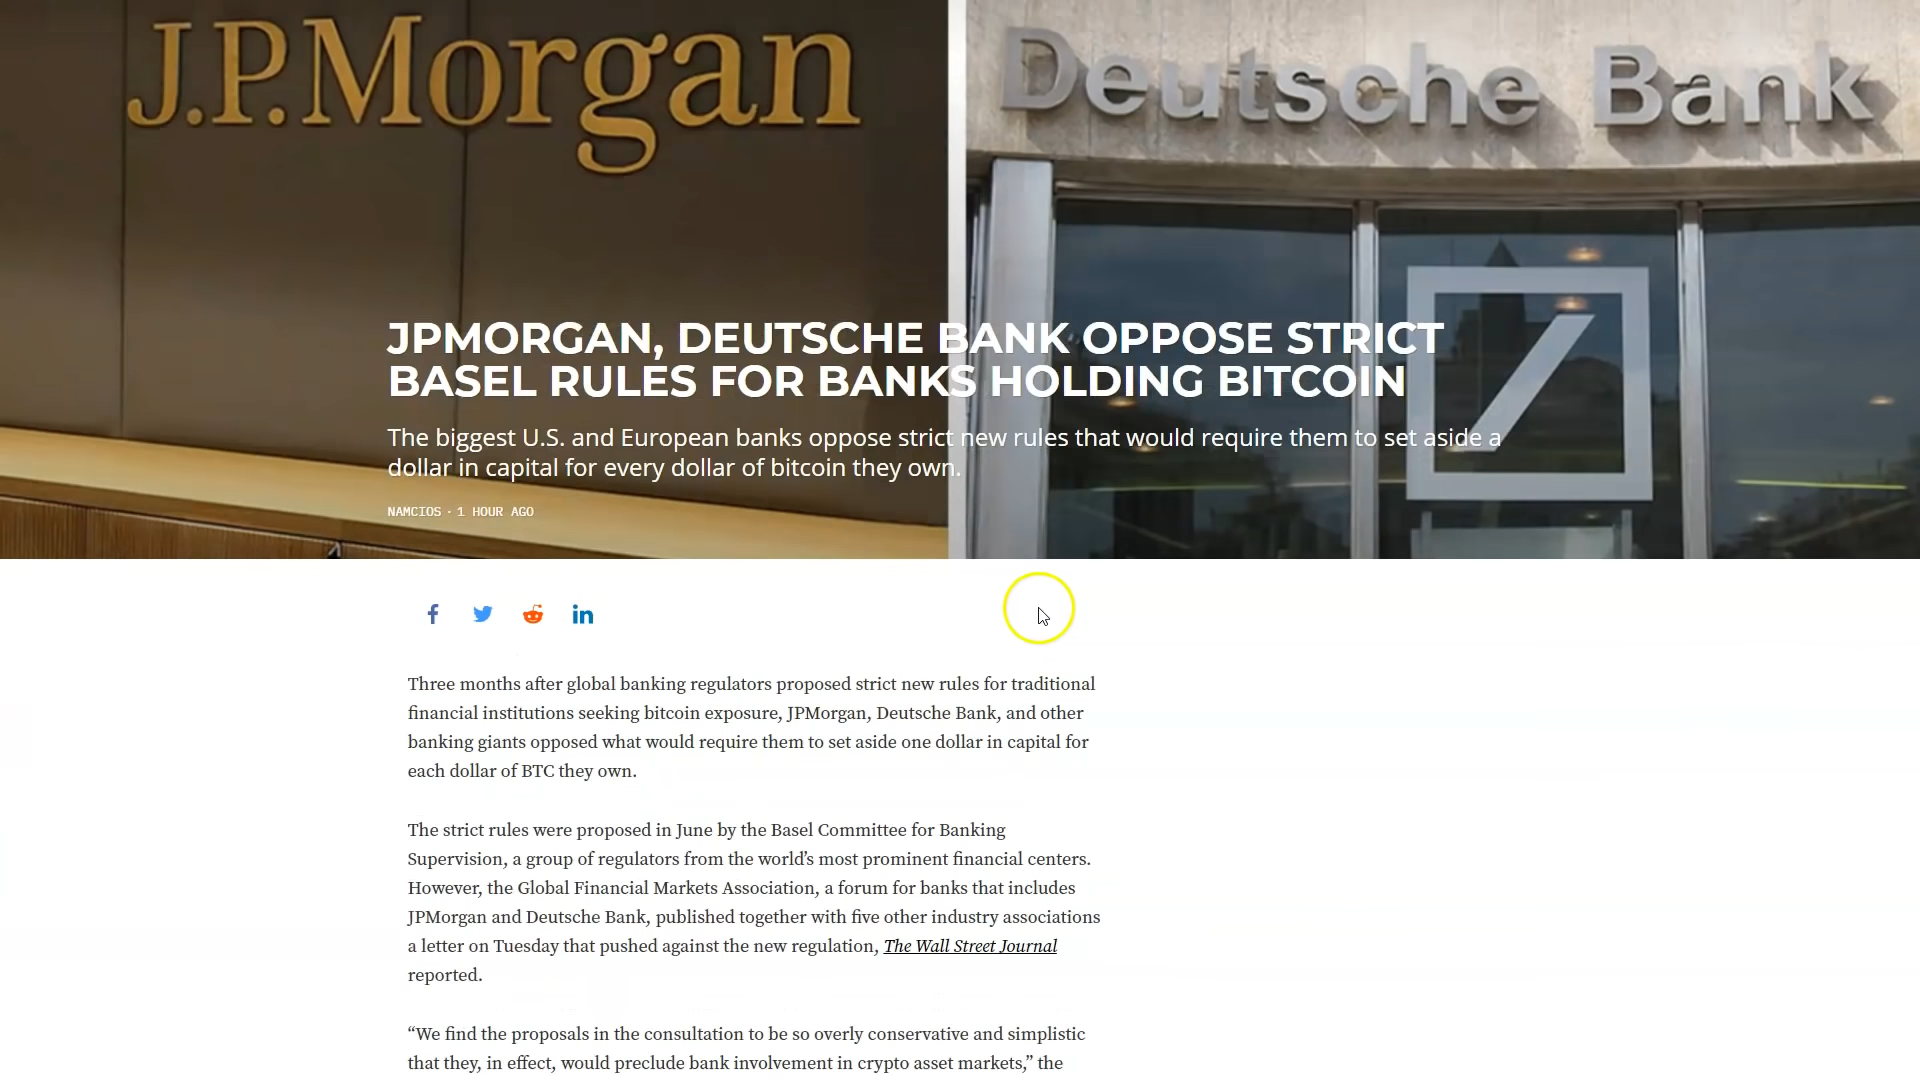 J.P.Morgan
Deutsche Bank
JPMORGAN, DEUTSCHE BANK OPPOSE STRICT
BASEL RULES FOR BANKS HOLDING BITCOIN
The biggest U.S. and European banks oppose strict new rules that would require them to set aside a
dollar in capital for every dollar of bitcoin they own.
NAMCIOS · 1 HOUR AGO
Three months after global banking regulators proposed strict new rules for traditional
financial institutions seeking bitcoin exposure, JPMorgan, Deutsche Bank, and other
banking giants opposed what would require them to set aside one dollar in capital for
each dollar of BTC they own.
The strict rules were proposed in June by the Basel Committee for Banking
Supervision, a group of regulators from the world’s most prominent financial centers.
However, the Global Financial Markets Association, a forum for banks that includes
JPMorgan and Deutsche Bank, published together with five other industry associations
a letter on Tuesday that pushed against the new regulation, The Wall Street Journal
reported.
“We find the proposals in the consultation to be so overly conservative and simplistic
that they, in effect, would preclude bank involvement in crypto asset markets,” the